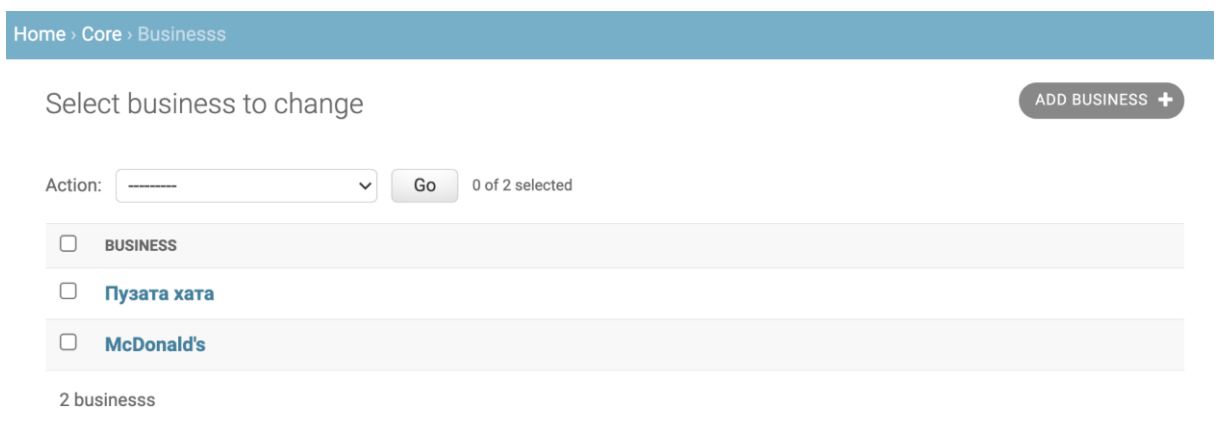 Home › Core › Businesss
Select business to change
ADD BUSINESS +
Action: --------- Go 0 of 2 selected
BUSINESS
Пузата хата
McDonald's
2 businesss